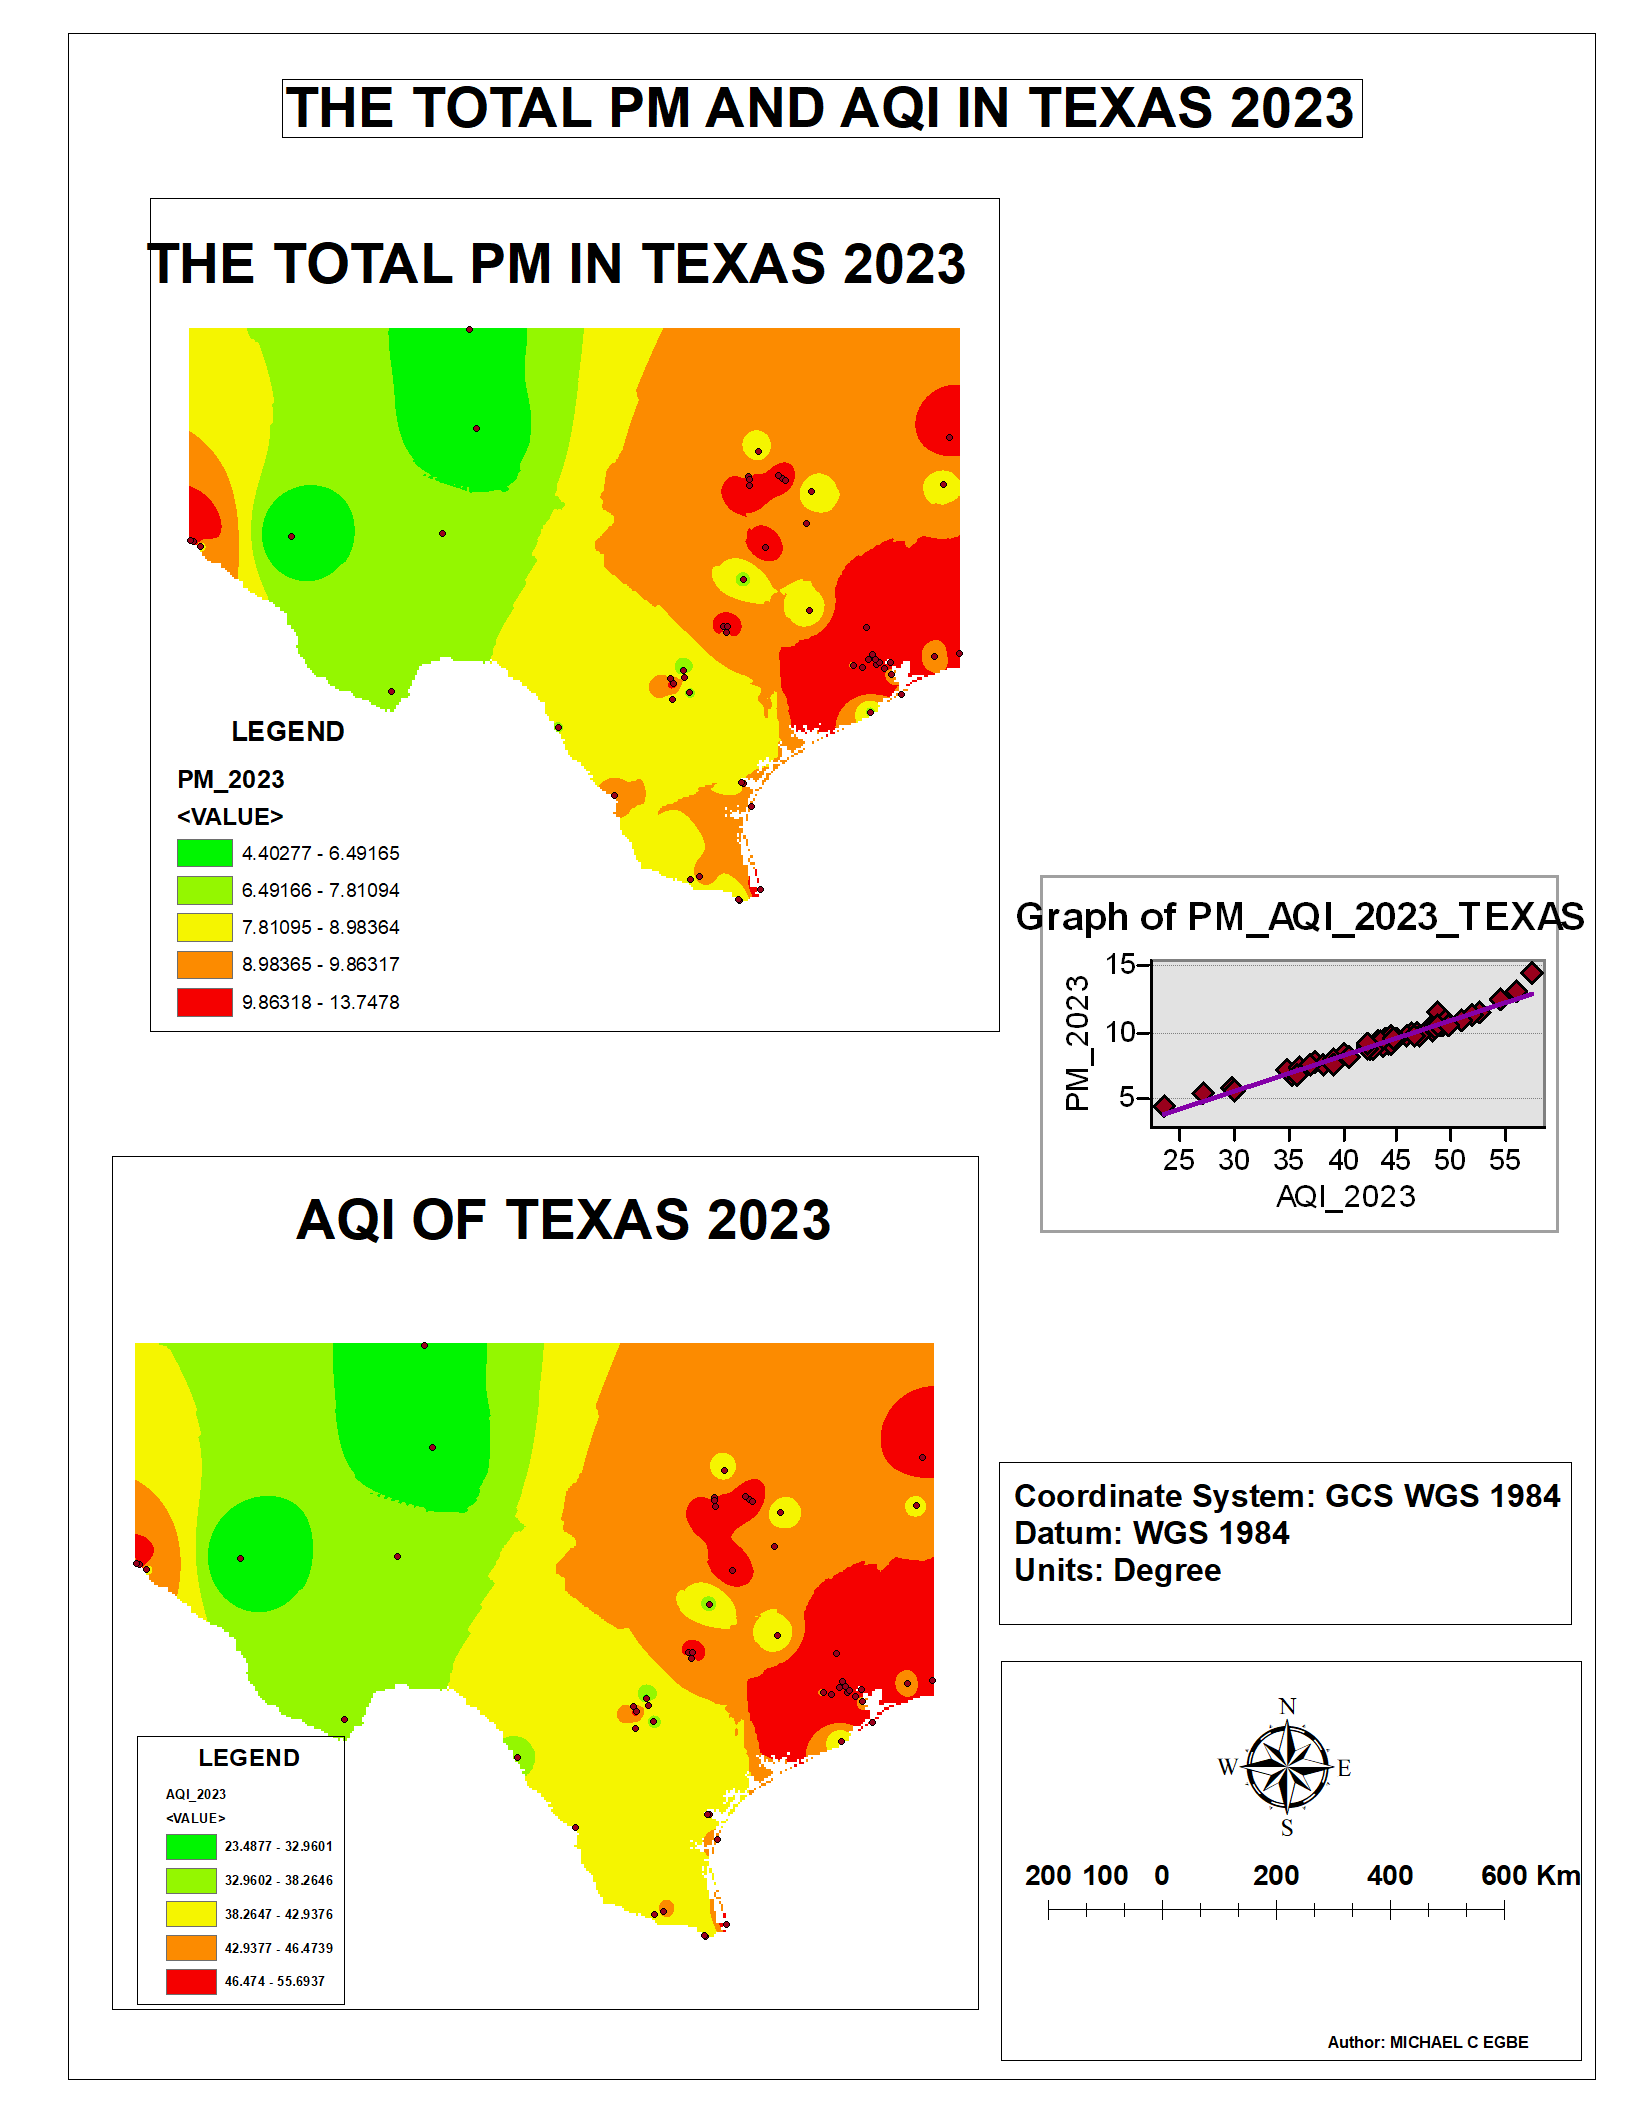 THE TOTAL PM AND AQI IN TEXAS 2023
THE TOTAL PM IN TEXAS 2023
LEGEND
PM_2023
<VALUE>
4.40277 - 6.49165
6.49166 - 7.81094
7.81095 - 8.98364
8.98365 - 9.86317
9.86318 - 13.7478
Graph of PM_AQI_2023_TEXAS
PM_2023
15
10
5
25 30 35 40 45 50 55
AQI_2023
AQI OF TEXAS 2023
LEGEND
AQI_2023
<VALUE>
23.4877 - 32.9601
32.9602 - 38.2646
38.2647 - 42.9376
42.9377 - 46.4739
46.474 - 55.6937
Coordinate System: GCS WGS 1984
Datum: WGS 1984
Units: Degree
N
W E
S
200 100 0 200 400 600 Km
Author: MICHAEL C EGBE